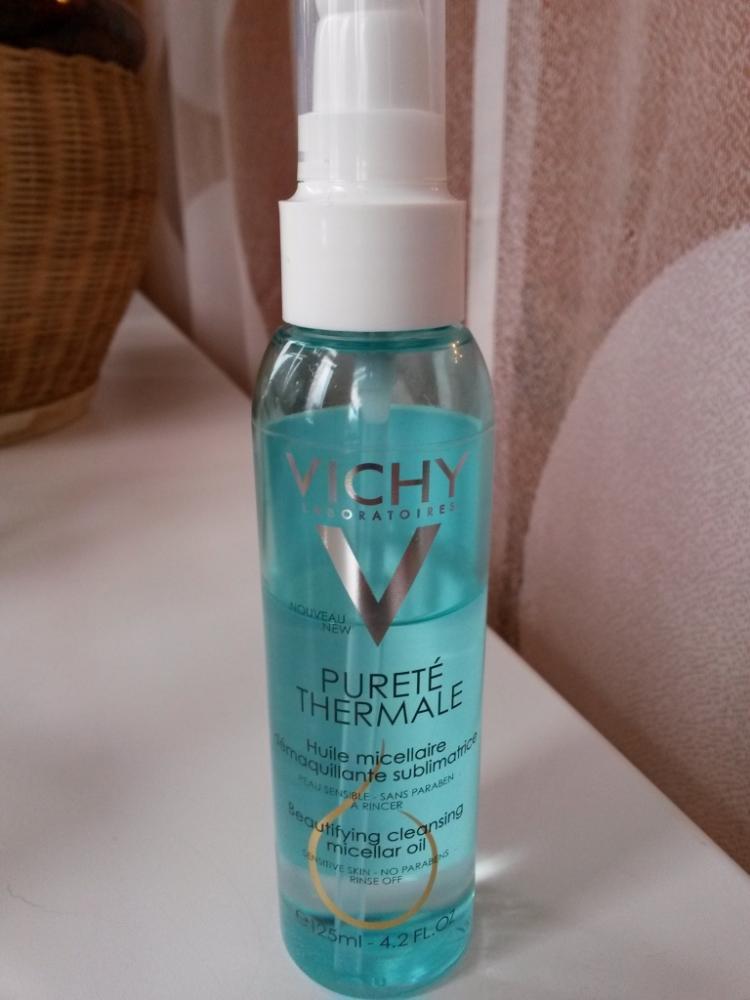 VICHY
LABORATOIRES
NOUVEAU
NEW
PURETÉ
THERMALE
Huile micellaire
démaquillante sublimatrice
PEAU SENSIBLE - SANS PARABEN
À RINCER
Beautifying cleansing
micellar oil
SENSITIVE SKIN - NO PARABENS
RINSE OFF
℮125ml - 4.2 FL.OZ